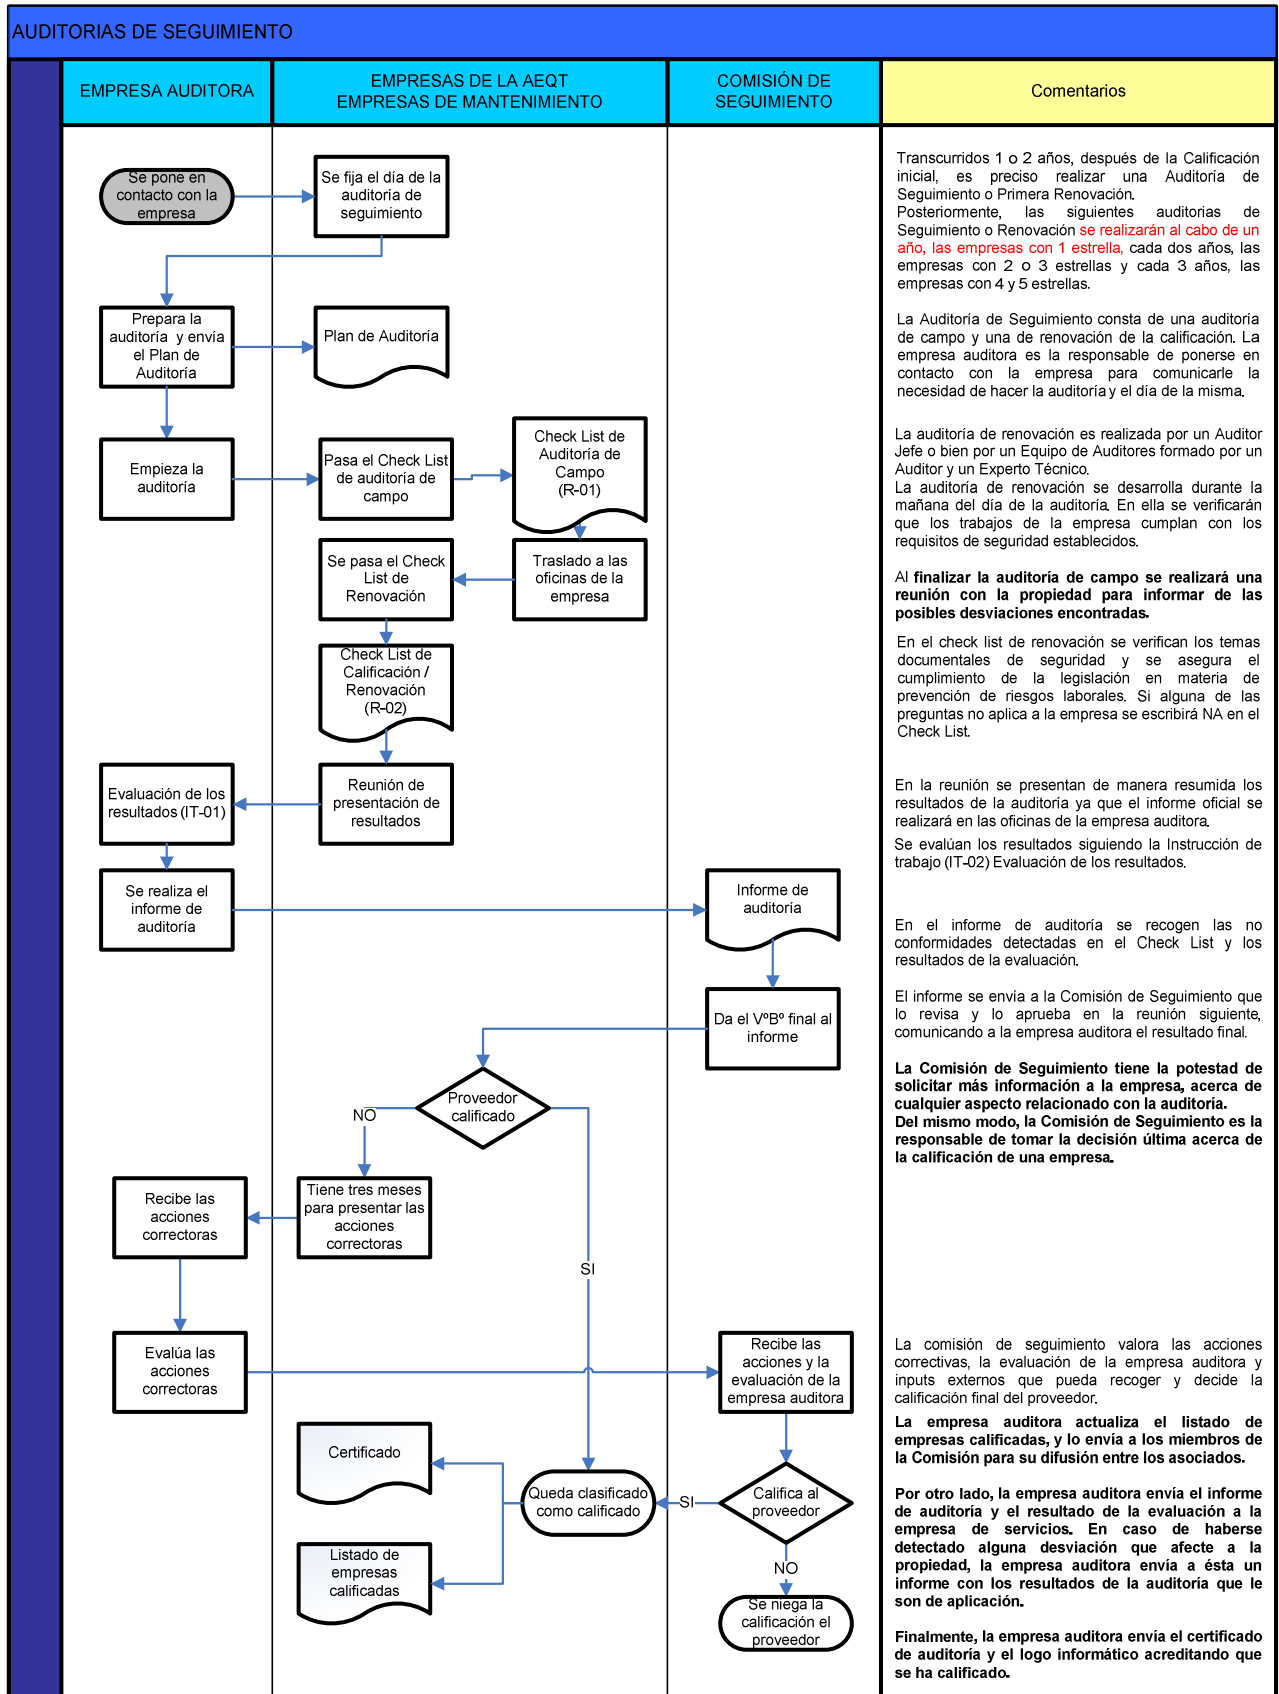 AUDITORIAS DE SEGUIMIENTO
EMPRESA AUDITORA
EMPRESAS DE LA AEQT
EMPRESAS DE MANTENIMIENTO
COMISIÓN DE
SEGUIMIENTO
Comentarios
Se pone en
contacto con la
empresa
Se fija el día de la
auditoría de
seguimiento
Prepara la
auditoría y envía
el Plan de
Auditoría
Plan de Auditoría
Empieza la
auditoría
Pasa el Check List
de auditoría de
campo
Check List de
Auditoría de
Campo
(R-01)
Se pasa el Check
List de
Renovación
Traslado a las
oficinas de la
empresa
Check List de
Calificación /
Renovación
(R-02)
Evaluación de los
resultados (IT-01)
Reunión de
presentación de
resultados
Se realiza el
informe de
auditoría
Informe de
auditoría
Da el VºBº final al
informe
Proveedor
calificado
NO
Recibe las
acciones
correctoras
Tiene tres meses
para presentar las
acciones
correctoras
SI
Evalúa las
acciones
correctoras
Recibe las
acciones y la
evaluación de la
empresa auditora
Certificado
Queda clasificado
como calificado
SI
Califica al
proveedor
Listado de
empresas
calificadas
NO
Se niega la
calificación el
proveedor
Transcurridos 1 o 2 años, después de la Calificación
inicial, es preciso realizar una Auditoría de
Seguimiento o Primera Renovación.
Posteriormente, las siguientes auditorias de
Seguimiento o Renovación se realizarán al cabo de un
año, las empresas con 1 estrella, cada dos años, las
empresas con 2 o 3 estrellas y cada 3 años, las
empresas con 4 y 5 estrellas.
La Auditoría de Seguimiento consta de una auditoría
de campo y una de renovación de la calificación. La
empresa auditora es la responsable de ponerse en
contacto con la empresa para comunicarle la
necesidad de hacer la auditoría y el día de la misma.
La auditoría de renovación es realizada por un Auditor
Jefe o bien por un Equipo de Auditores formado por un
Auditor y un Experto Técnico.
La auditoría de renovación se desarrolla durante la
mañana del día de la auditoría. En ella se verificarán
que los trabajos de la empresa cumplan con los
requisitos de seguridad establecidos.
Al finalizar la auditoría de campo se realizará una
reunión con la propiedad para informar de las
posibles desviaciones encontradas.
En el check list de renovación se verifican los temas
documentales de seguridad y se asegura el
cumplimiento de la legislación en materia de
prevención de riesgos laborales. Si alguna de las
preguntas no aplica a la empresa se escribirá NA en el
Check List.
En la reunión se presentan de manera resumida los
resultados de la auditoría ya que el informe oficial se
realizará en las oficinas de la empresa auditora.
Se evalúan los resultados siguiendo la Instrucción de
trabajo (IT-02) Evaluación de los resultados.
En el informe de auditoría se recogen las no
conformidades detectadas en el Check List y los
resultados de la evaluación.
El informe se envía a la Comisión de Seguimiento que
lo revisa y lo aprueba en la reunión siguiente,
comunicando a la empresa auditora el resultado final.
La Comisión de Seguimiento tiene la potestad de
solicitar más información a la empresa, acerca de
cualquier aspecto relacionado con la auditoría.
Del mismo modo, la Comisión de Seguimiento es la
responsable de tomar la decisión última acerca de
la calificación de una empresa.
La comisión de seguimiento valora las acciones
correctivas, la evaluación de la empresa auditora y
inputs externos que pueda recoger y decide la
calificación final del proveedor.
La empresa auditora actualiza el listado de
empresas calificadas, y lo envía a los miembros de
la Comisión para su difusión entre los asociados.
Por otro lado, la empresa auditora envía el informe
de auditoría y el resultado de la evaluación a la
empresa de servicios. En caso de haberse
detectado alguna desviación que afecte a la
propiedad, la empresa auditora envía a ésta un
informe con los resultados de la auditoría que le
son de aplicación.
Finalmente, la empresa auditora envía el certificado
de auditoría y el logo informático acreditando que
se ha calificado.